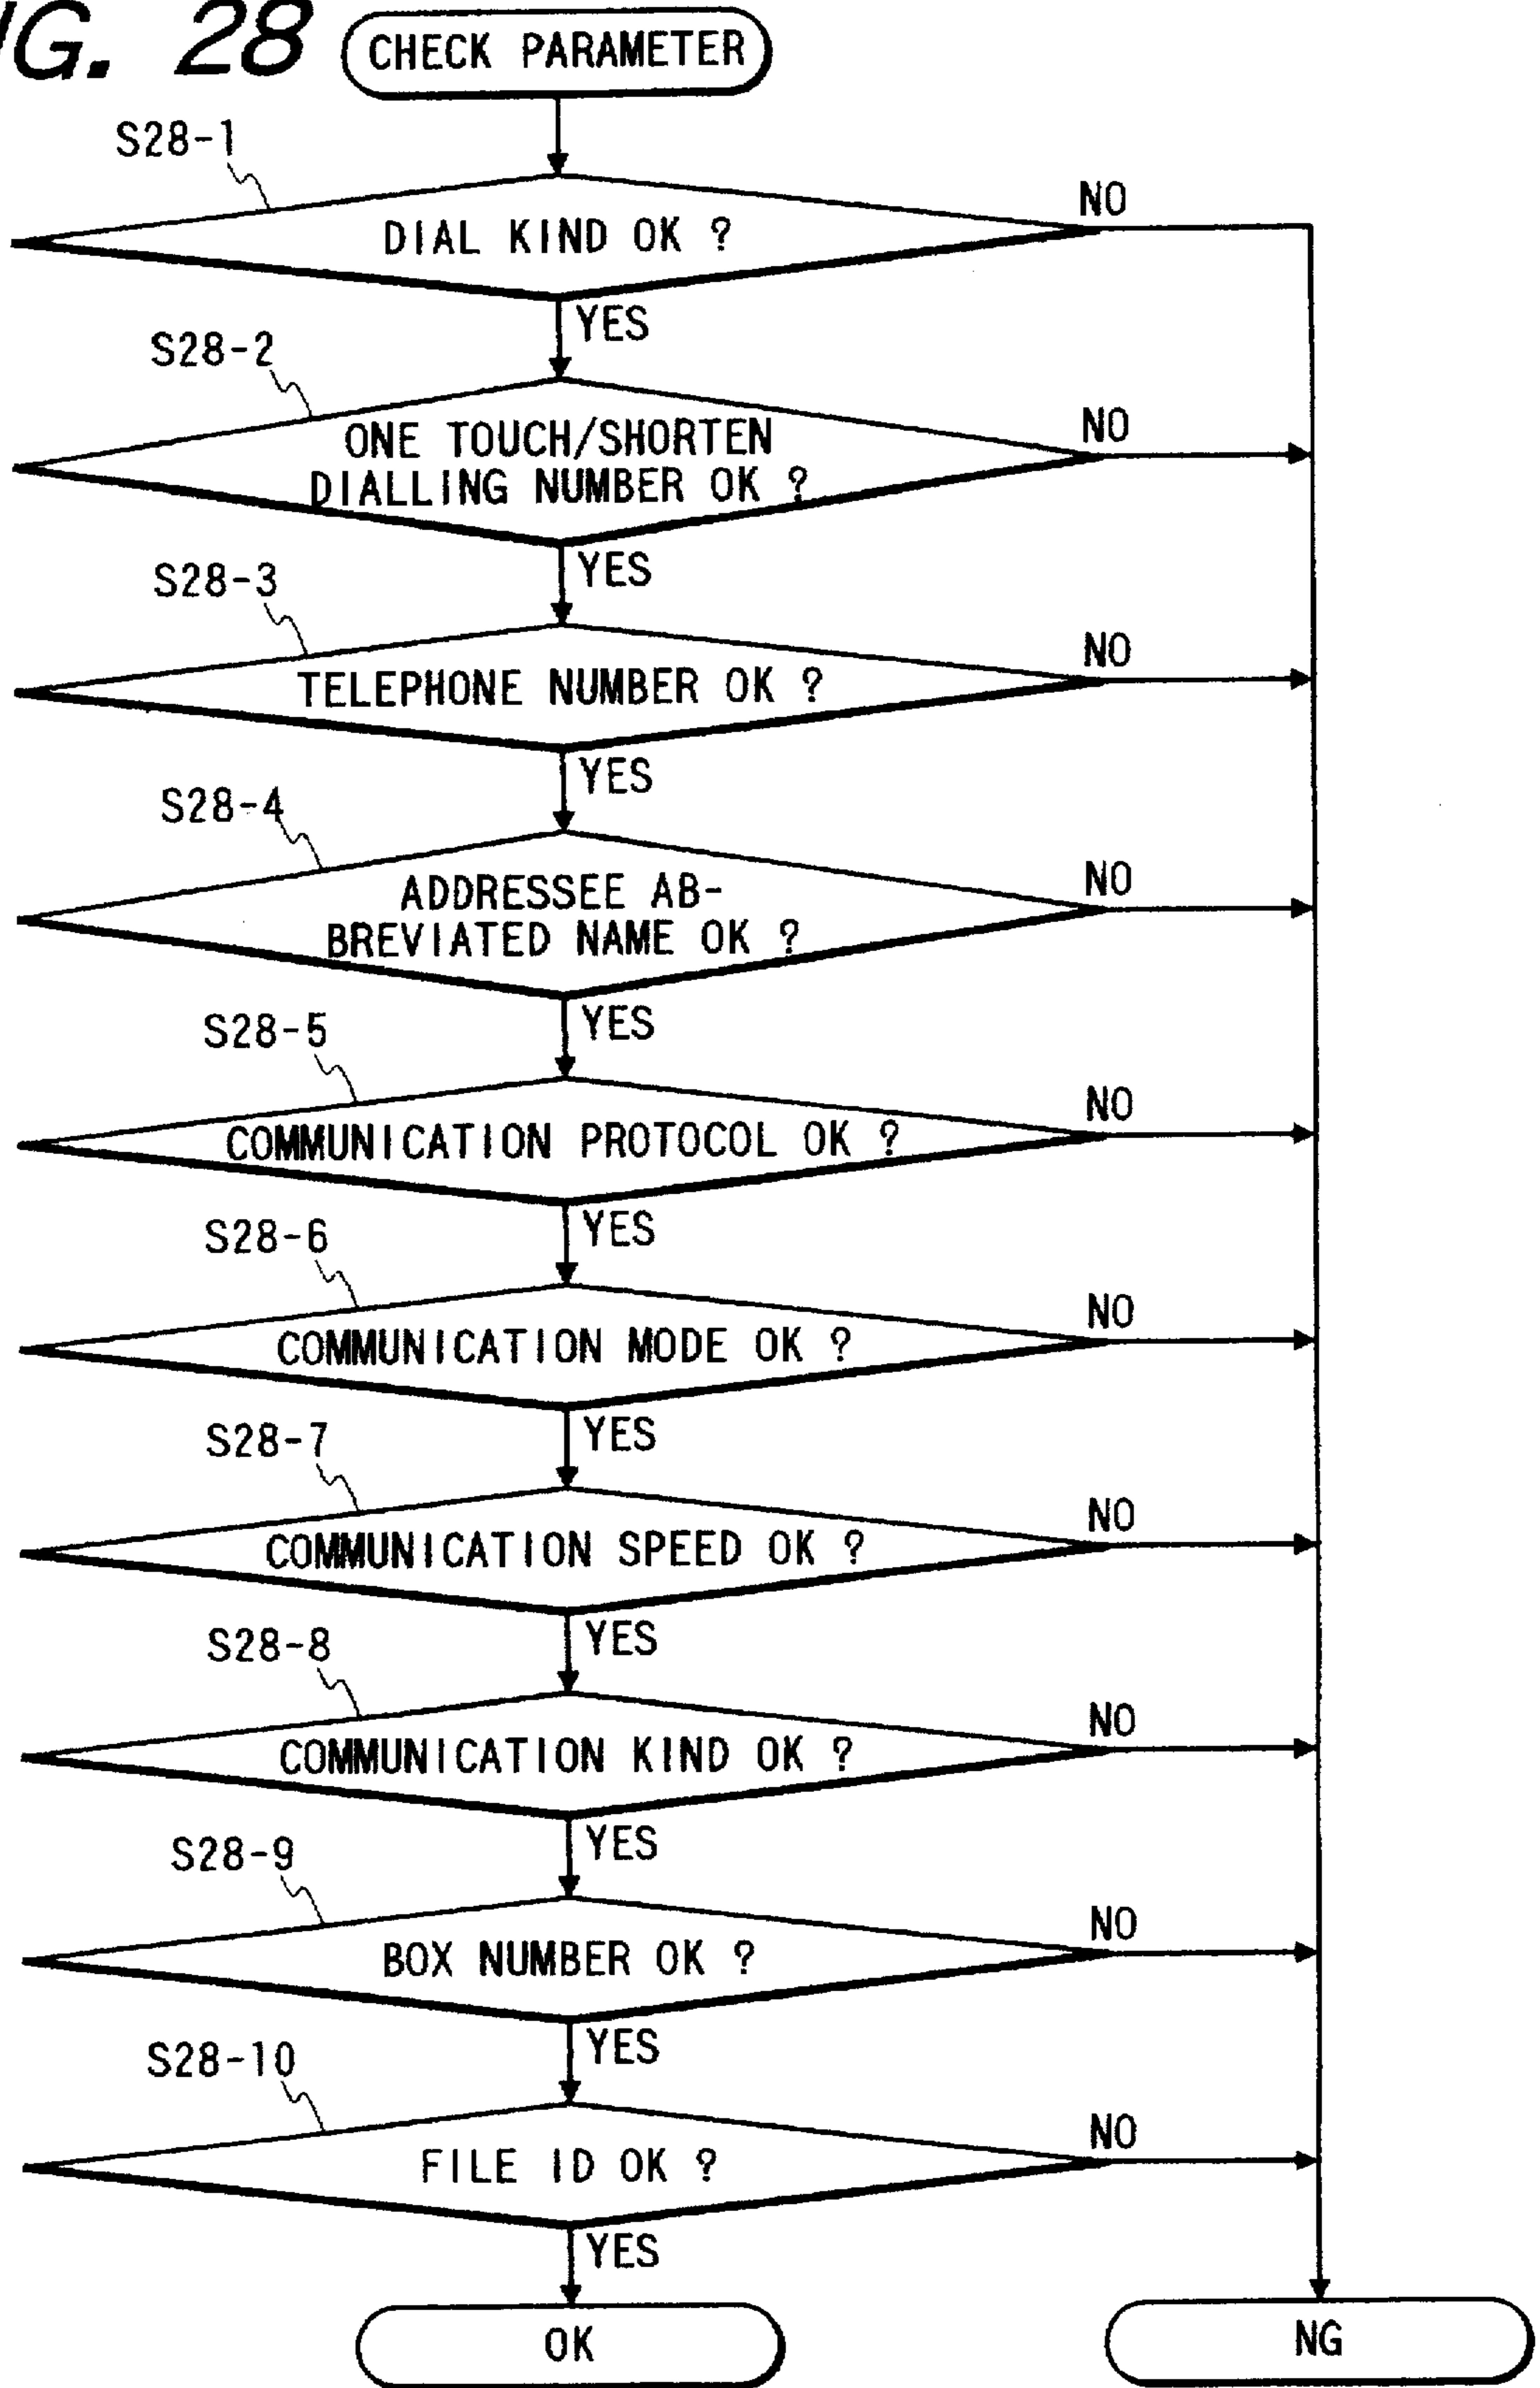 FIG. 28
CHECK PARAMETER
S28-1
DIAL KIND OK ?
NO
YES
S28-2
ONE TOUCH/SHORTEN
DIALLING NUMBER OK ?
NO
YES
S28-3
TELEPHONE NUMBER OK ?
NO
YES
S28-4
ADDRESSEE AB-
BREVIATED NAME OK ?
NO
YES
S28-5
COMMUNICATION PROTOCOL OK ?
NO
YES
S28-6
COMMUNICATION MODE OK ?
NO
YES
S28-7
COMMUNICATION SPEED OK ?
NO
YES
S28-8
COMMUNICATION KIND OK ?
NO
YES
S28-9
BOX NUMBER OK ?
NO
YES
S28-10
FILE ID OK ?
NO
YES
OK
NG